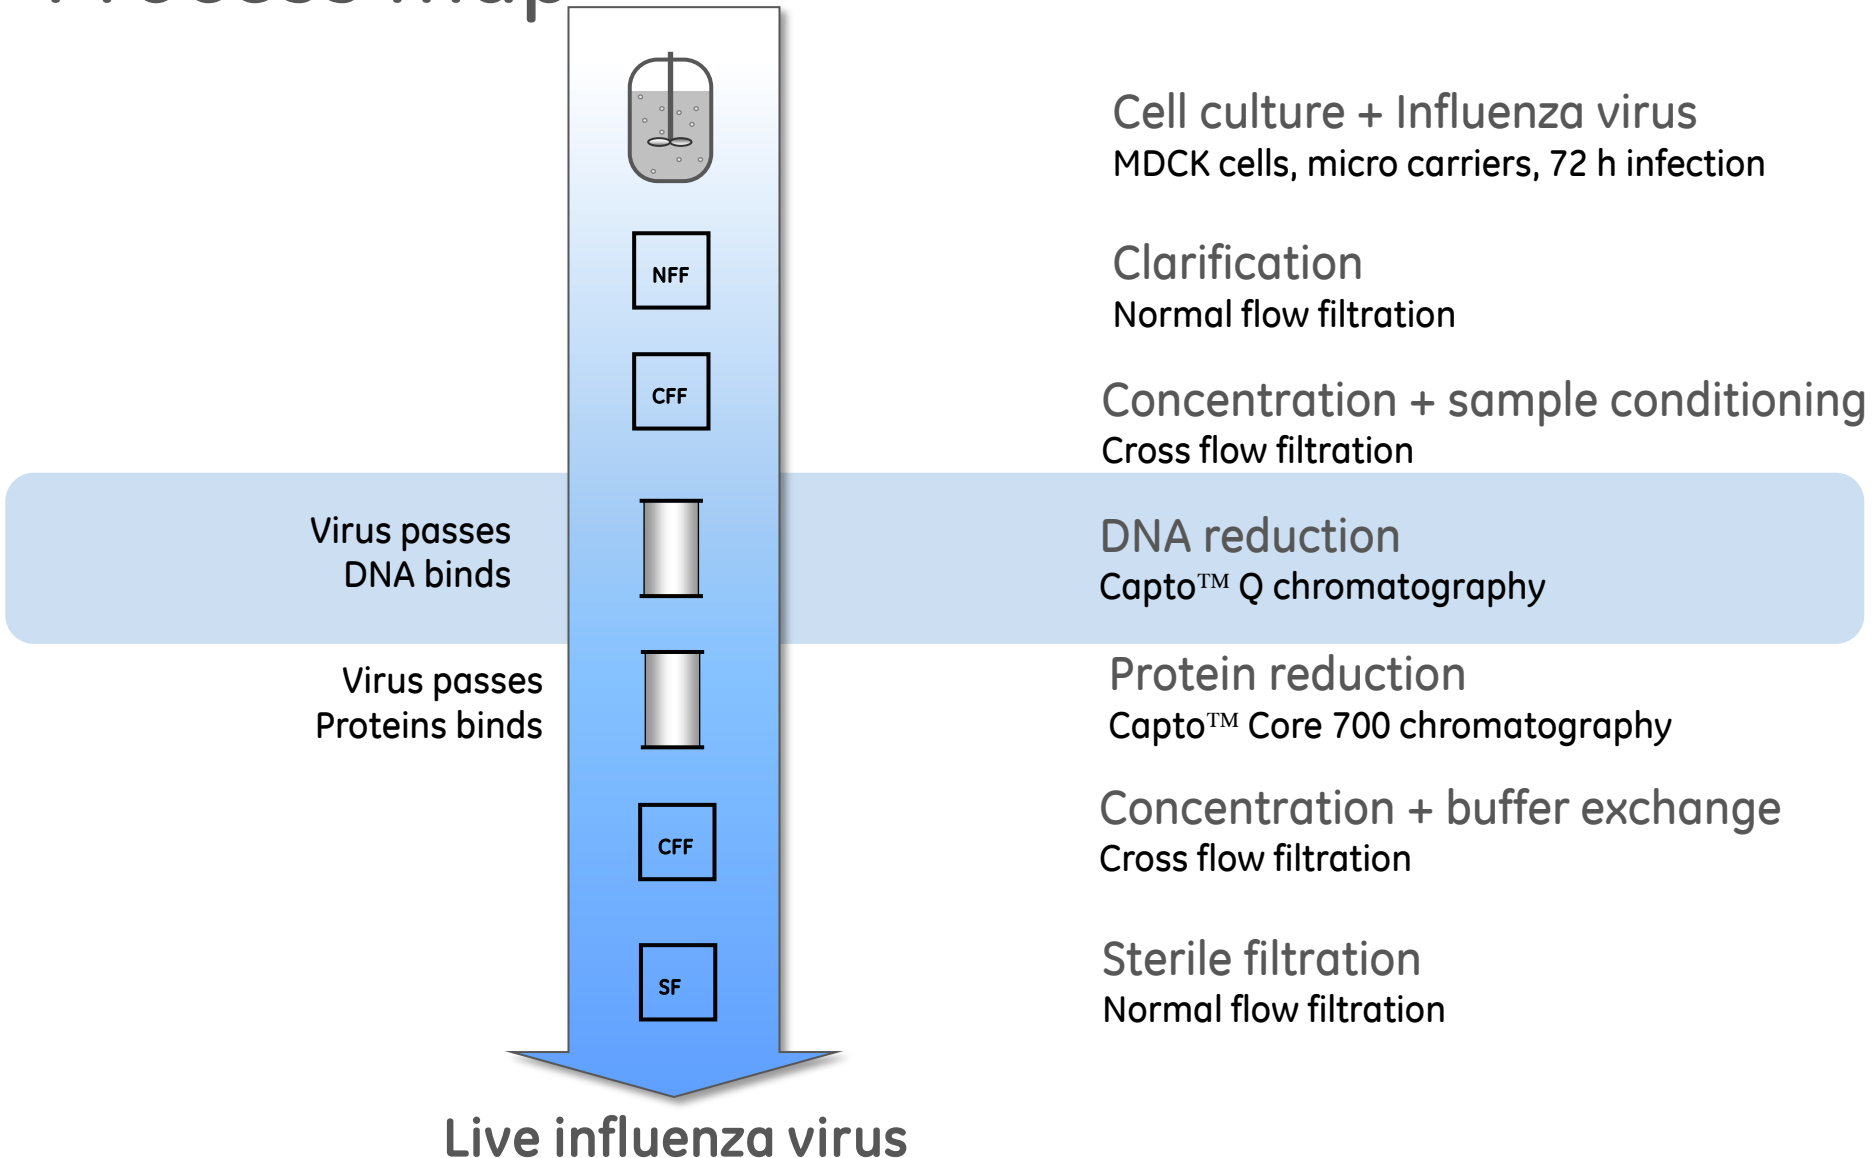 Process map
Cell culture + Influenza virus
MDCK cells, micro carriers, 72 h infection
NFF
Clarification
Normal flow filtration
CFF
Concentration + sample conditioning
Cross flow filtration
Virus passes
DNA binds
DNA reduction
Capto™ Q chromatography
Virus passes
Proteins binds
Protein reduction
Capto™ Core 700 chromatography
CFF
Concentration + buffer exchange
Cross flow filtration
SF
Sterile filtration
Normal flow filtration
Live influenza virus